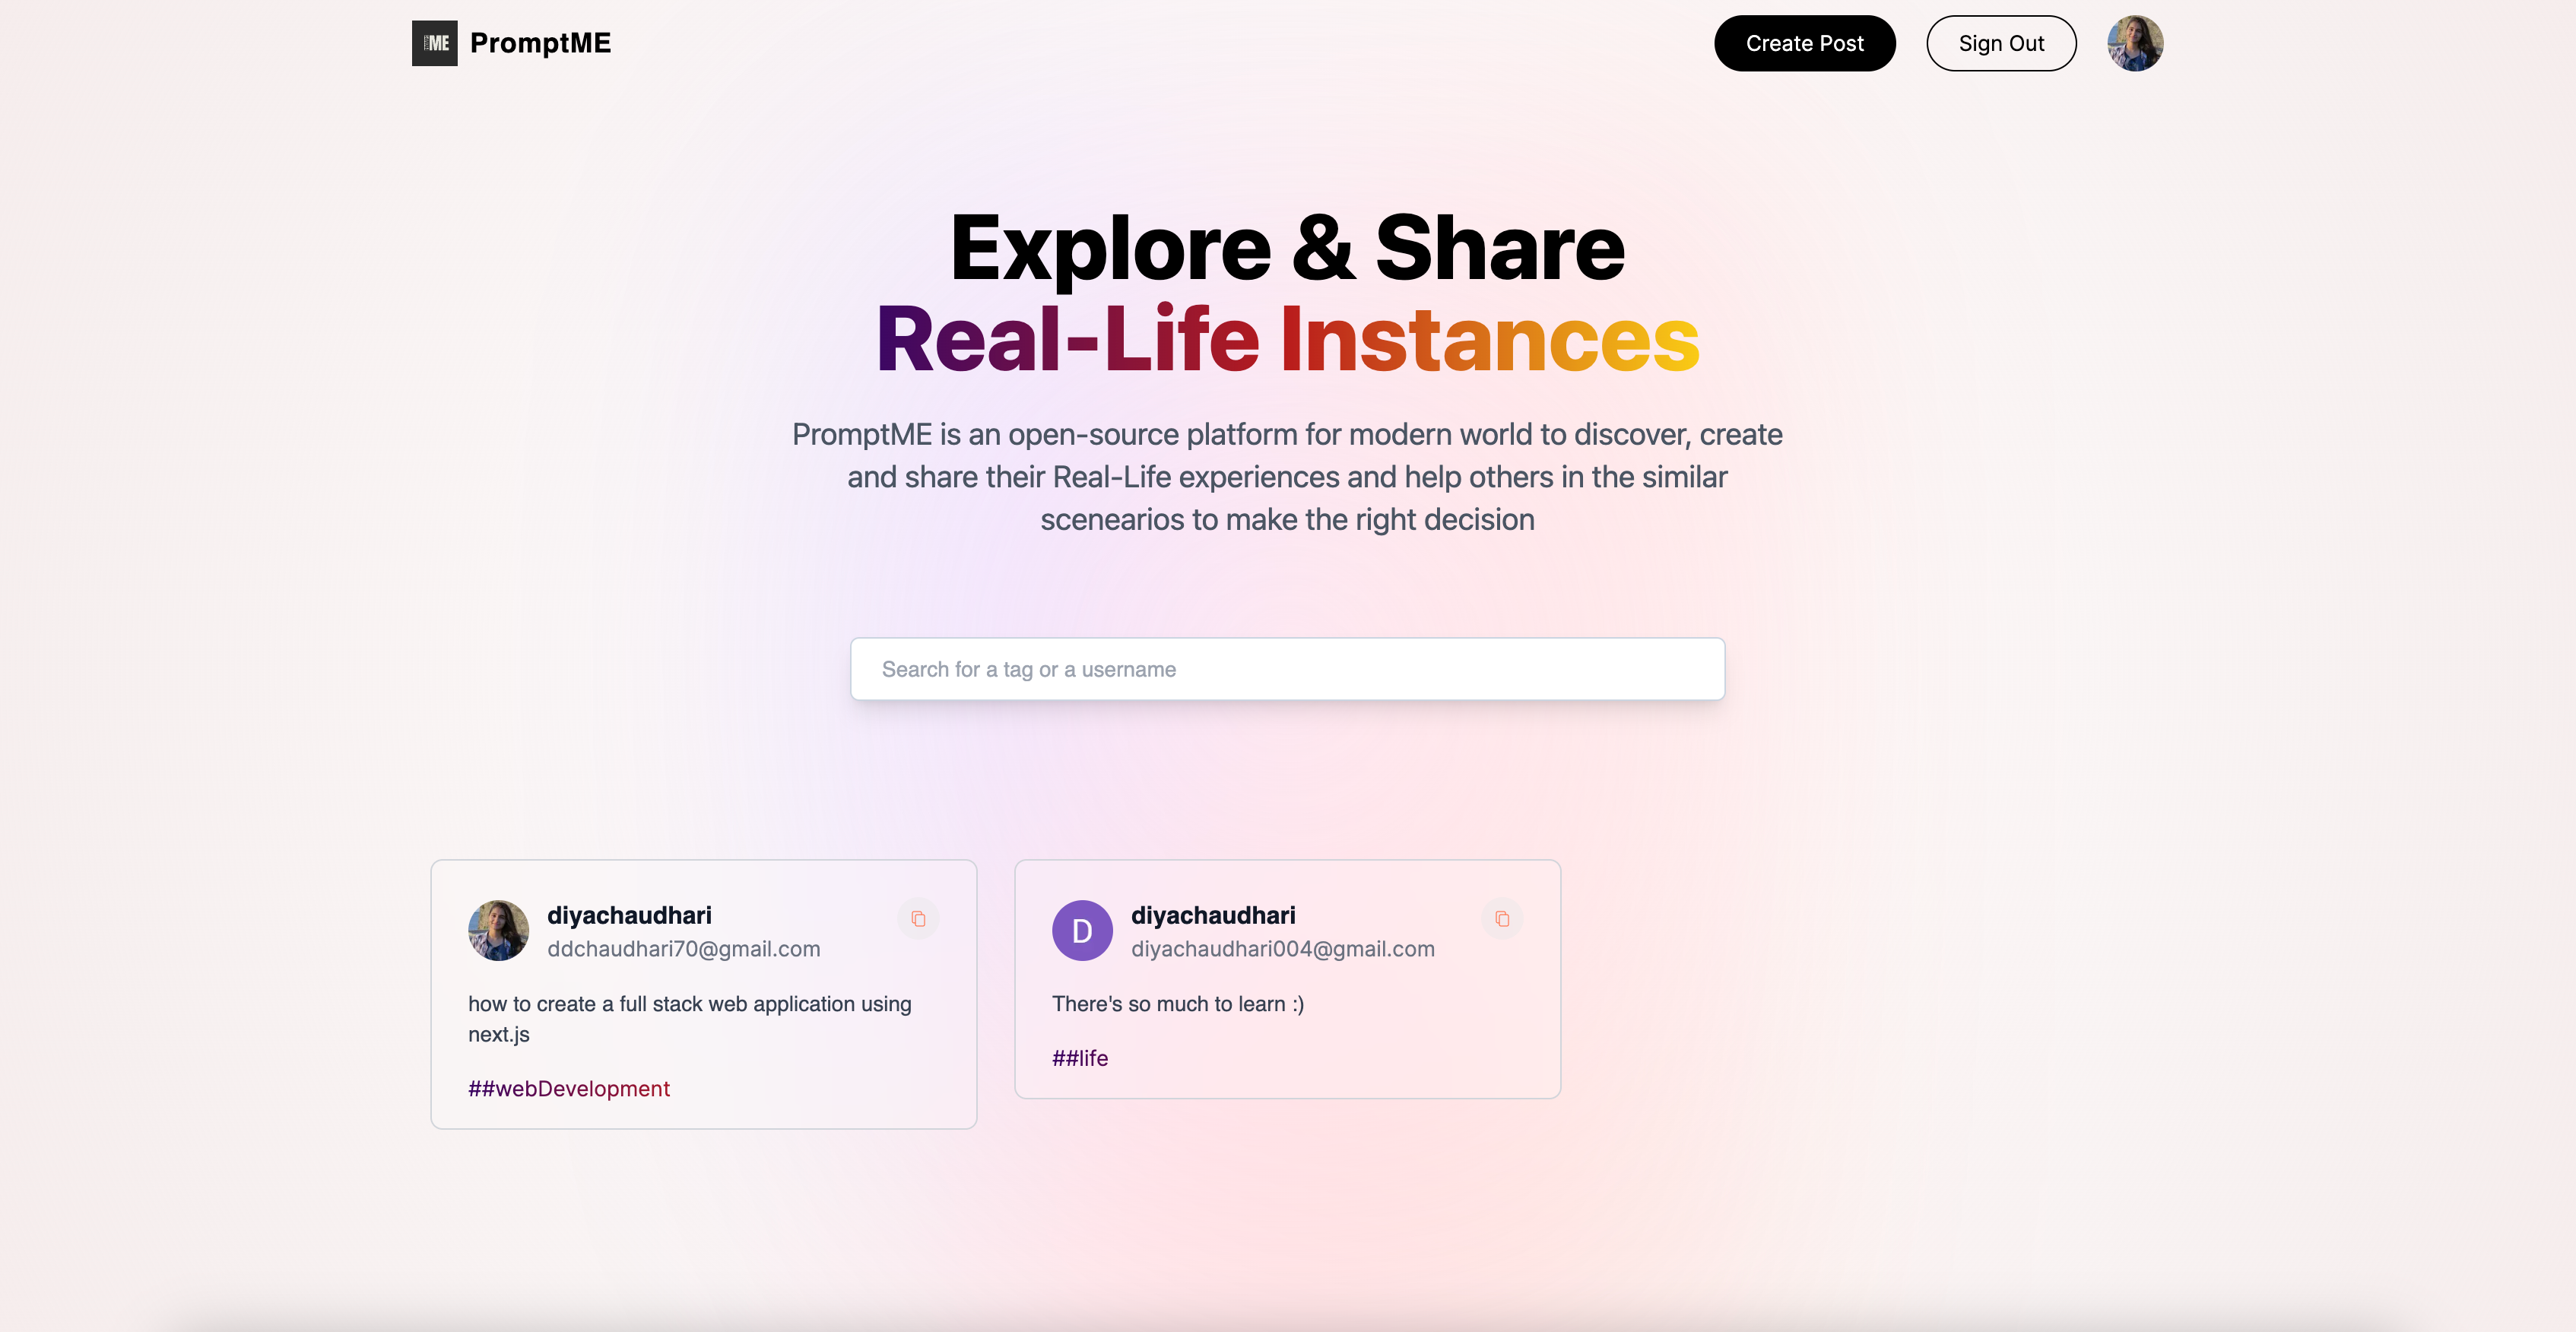 ME PromptME
Create Post
Sign Out
Explore & Share
Real-Life Instances
PromptME is an open-source platform for modern world to discover, create
and share their Real-Life experiences and help others in the similar
scenearios to make the right decision
Search for a tag or a username
diyachaudhari
ddchaudhari70@gmail.com
how to create a full stack web application using
next.js
##webDevelopment
D
diyachaudhari
diyachaudhari004@gmail.com
There's so much to learn :)
##life